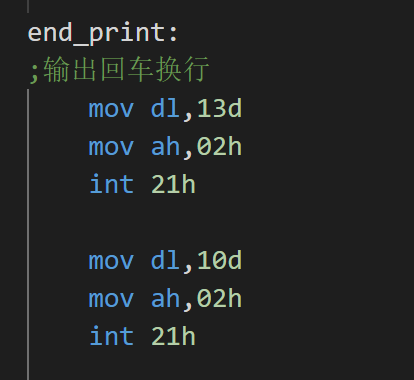 end_print:
;输出回车换行
mov dl,13d
mov ah,02h
int 21h
mov dl,10d
mov ah,02h
int 21h